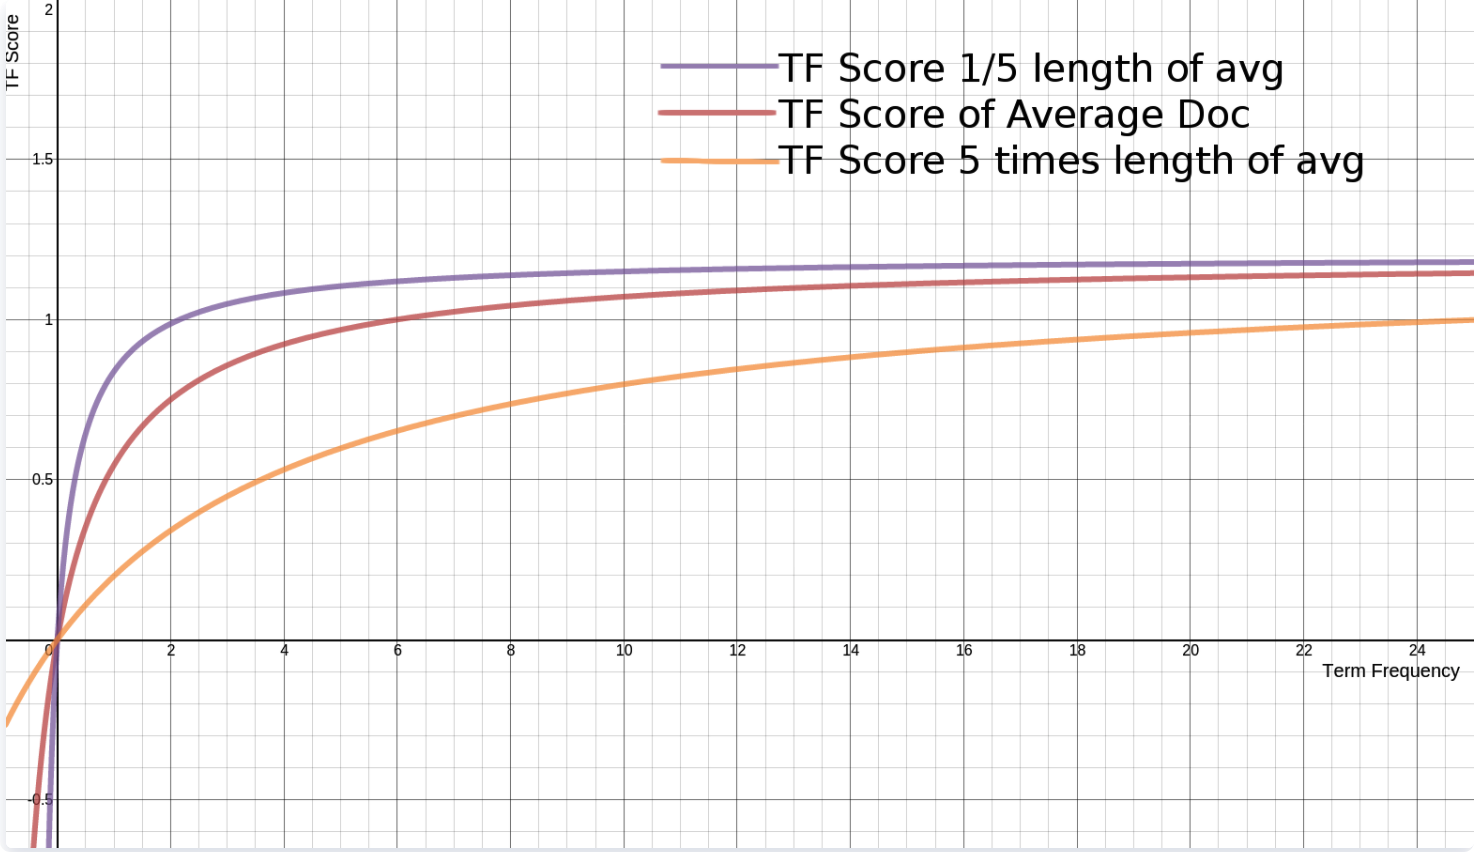 TF Score
2
1.5
1
0.5
0
-0.5
TF Score 1/5 length of avg
TF Score of Average Doc
TF Score 5 times length of avg
2 4 6 8 10 12 14 16 18 20 22 24
Term Frequency